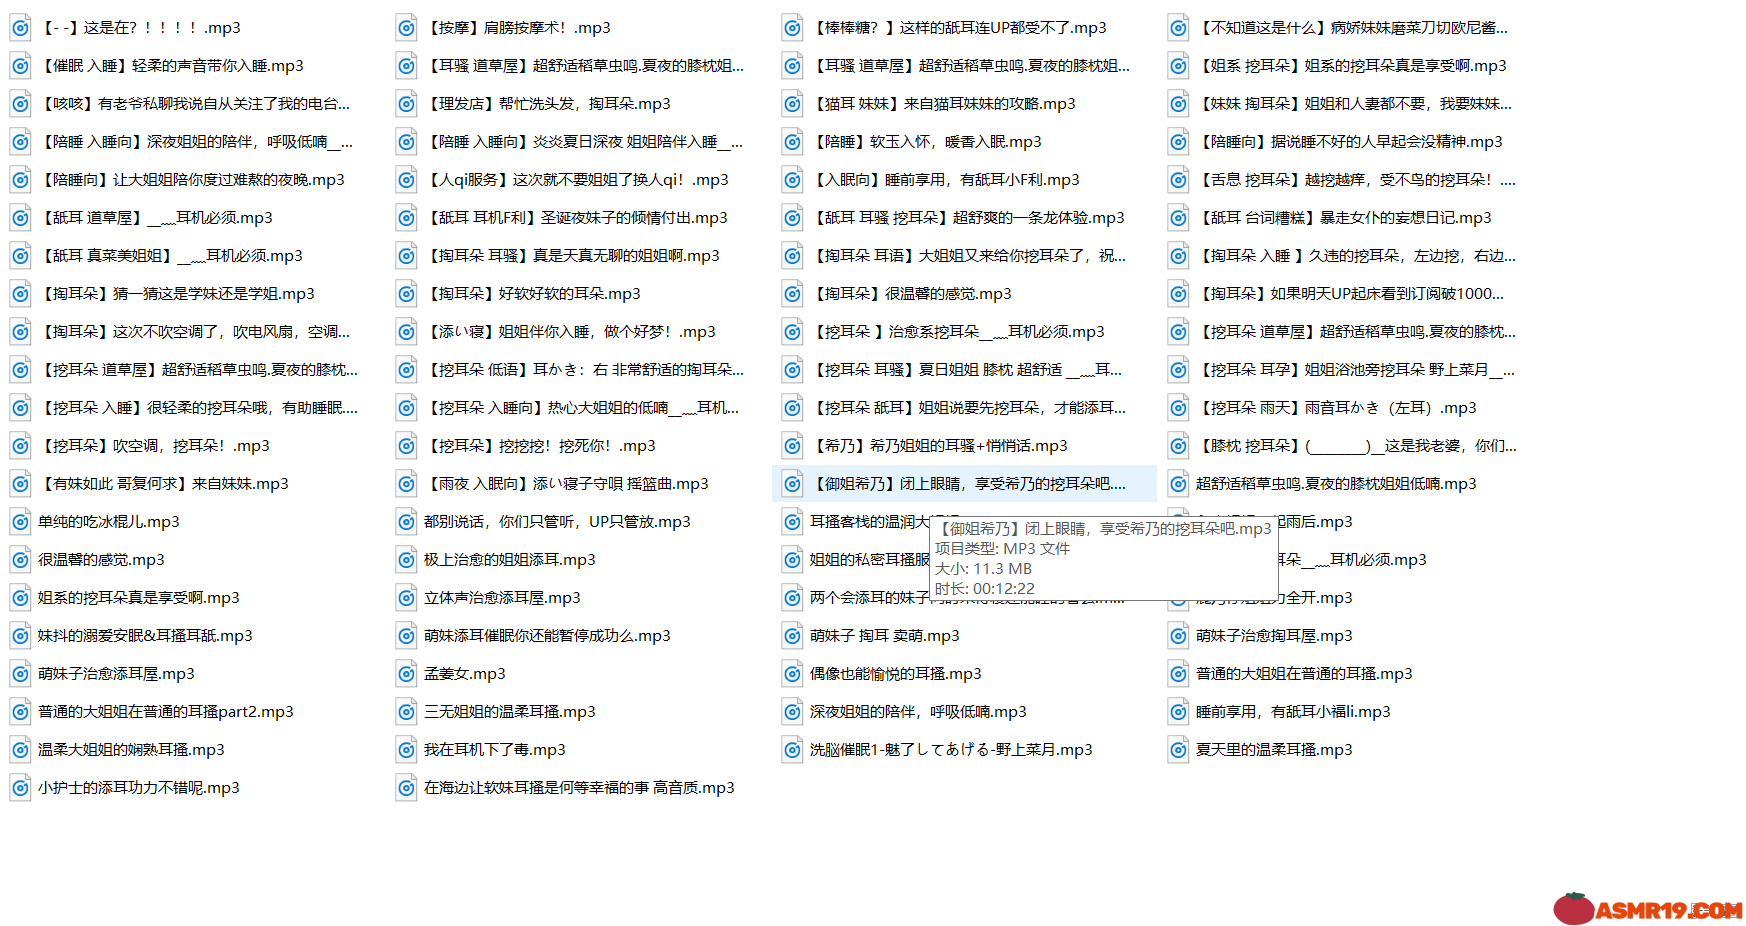 【- -】这是在？！！！！.mp3
【按摩】肩膀按摩术！.mp3
【棒棒糖？】这样的舐耳连UP都受不了.mp3
【不知道这是什么】病娇妹妹磨菜刀切欧尼酱...
【催眠 入睡】轻柔的声音带你入睡.mp3
【耳骚 道草屋】超舒适稻草虫鸣.夏夜的膝枕姐...
【耳骚 道草屋】超舒适稻草虫鸣.夏夜的膝枕姐...
【姐系 挖耳朵】姐系的挖耳朵真是享受啊.mp3
【咳咳】有老爷私聊我说自从关注了我的电台...
【理发店】帮忙洗头发，掏耳朵.mp3
【猫耳 妹妹】来自猫耳妹妹的攻略.mp3
【妹妹 掏耳朵】姐姐和人妻都不要，我要妹妹...
【陪睡 入睡向】深夜姐姐的陪伴，呼吸低喃__...
【陪睡 入睡向】炎炎夏日深夜 姐姐陪伴入睡__...
【陪睡】软玉入怀，暖香入眠.mp3
【陪睡向】据说睡不好的人早起会没精神.mp3
【陪睡向】让大姐姐陪你度过难熬的夜晚.mp3
【人qi服务】这次就不要姐姐了换人qi！.mp3
【入眠向】睡前享用，有舐耳小F利.mp3
【舌息 挖耳朵】越挖越痒，受不鸟的挖耳朵！....
【舐耳 道草屋】__﹏耳机必须.mp3
【舐耳 耳机F利】圣诞夜妹子的倾情付出.mp3
【舐耳 耳骚 挖耳朵】超舒爽的一条龙体验.mp3
【舐耳 台词糟糕】暴走女仆的妄想日记.mp3
【舐耳 真菜美姐姐】__﹏耳机必须.mp3
【掏耳朵 耳骚】真是天真无聊的姐姐啊.mp3
【掏耳朵 耳语】大姐姐又来给你挖耳朵了，祝...
【掏耳朵 入睡 】久违的挖耳朵，左边挖，右边...
【掏耳朵】猜一猜这是学妹还是学姐.mp3
【掏耳朵】好软好软的耳朵.mp3
【掏耳朵】很温馨的感觉.mp3
【掏耳朵】如果明天UP起床看到订阅破1000...
【掏耳朵】这次不吹空调了，吹电风扇，空调...
【添い寝】姐姐伴你入睡，做个好梦！.mp3
【挖耳朵 】治愈系挖耳朵__﹏耳机必须.mp3
【挖耳朵 道草屋】超舒适稻草虫鸣.夏夜的膝枕...
【挖耳朵 道草屋】超舒适稻草虫鸣.夏夜的膝枕...
【挖耳朵 低语】耳かき：右 非常舒适的掏耳朵...
【挖耳朵 耳骚】夏日姐姐 膝枕 超舒适 __﹏耳...
【挖耳朵 耳孕】姐姐浴池旁挖耳朵 野上菜月__...
【挖耳朵 入睡】很轻柔的挖耳朵哦，有助睡眠....
【挖耳朵 入睡向】热心大姐姐的低喃__﹏耳机...
【挖耳朵 舐耳】姐姐说要先挖耳朵，才能添耳...
【挖耳朵 雨天】雨音耳かき（左耳）.mp3
【挖耳朵】吹空调，挖耳朵！.mp3
【挖耳朵】挖挖挖！挖死你！.mp3
【希乃】希乃姐姐的耳骚+悄悄话.mp3
【膝枕 挖耳朵】(________)__这是我老婆，你们...
【有妹如此 哥复何求】来自妹妹.mp3
【雨夜 入眠向】添い寝子守唄 摇篮曲.mp3
【御姐希乃】闭上眼睛，享受希乃的挖耳朵吧....
超舒适稻草虫鸣.夏夜的膝枕姐姐低喃.mp3
单纯的吃冰棍儿.mp3
都别说话，你们只管听，UP只管放.mp3
耳搔客栈的温润大
起雨后.mp3
【御姐希乃】闭上眼睛，享受希乃的挖耳朵吧.mp3
项目类型: MP3 文件
大小: 11.3 MB
时长: 00:12:22
很温馨的感觉.mp3
极上治愈的姐姐添耳.mp3
姐姐的私密耳搔服
耳朵__﹏耳机必须.mp3
姐系的挖耳朵真是享受啊.mp3
立体声治愈添耳屋.mp3
两个会添耳的妹子
力全开.mp3
妹抖的溺爱安眠&耳搔耳舐.mp3
萌妹添耳催眠你还能暂停成功么.mp3
萌妹子 掏耳 卖萌.mp3
萌妹子治愈掏耳屋.mp3
萌妹子治愈添耳屋.mp3
孟姜女.mp3
偶像也能愉悦的耳搔.mp3
普通的大姐姐在普通的耳搔.mp3
普通的大姐姐在普通的耳搔part2.mp3
三无姐姐的温柔耳搔.mp3
深夜姐姐的陪伴，呼吸低喃.mp3
睡前享用，有舐耳小福li.mp3
温柔大姐姐的娴熟耳搔.mp3
我在耳机下了毒.mp3
洗脑催眠1-魅了してあげる-野上菜月.mp3
夏天里的温柔耳搔.mp3
小护士的添耳功力不错呢.mp3
在海边让软妹耳搔是何等幸福的事 高音质.mp3
ASMR19.COM